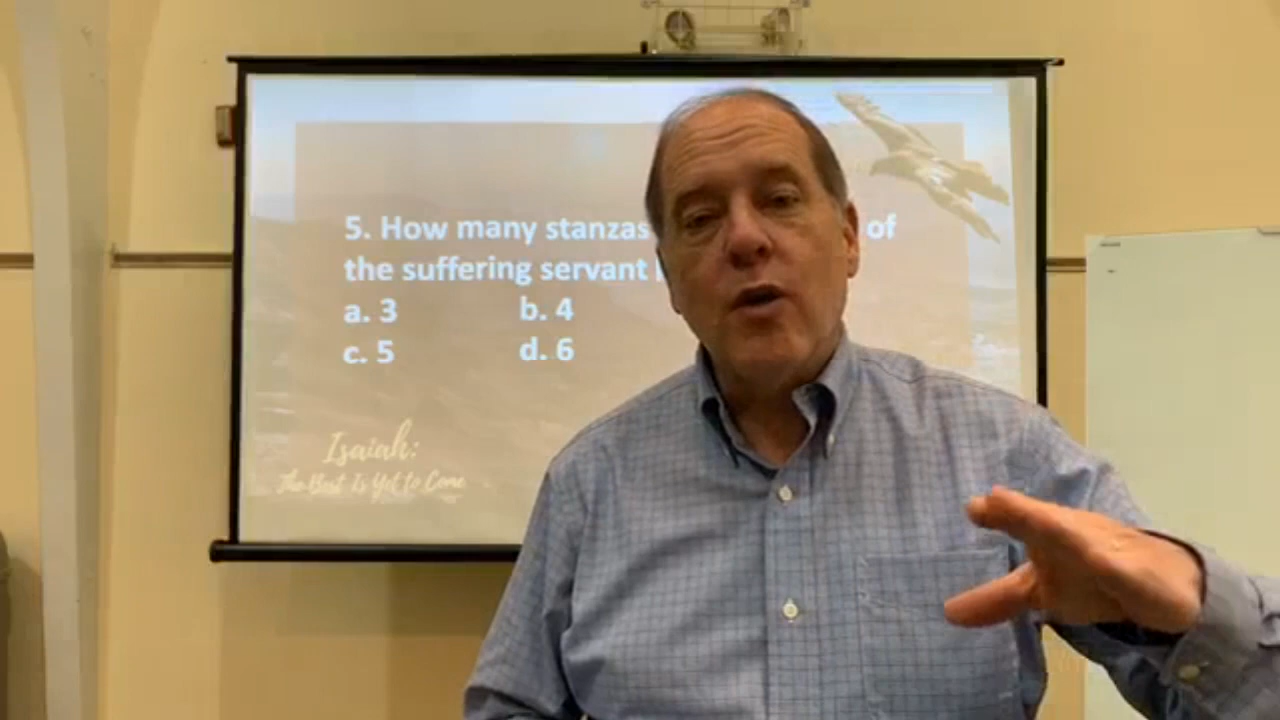 5. How many stanzas of
the suffering servant
a. 3 b. 4
c. 5 d. 6
Isaiah:
The Best Is Yet to Come